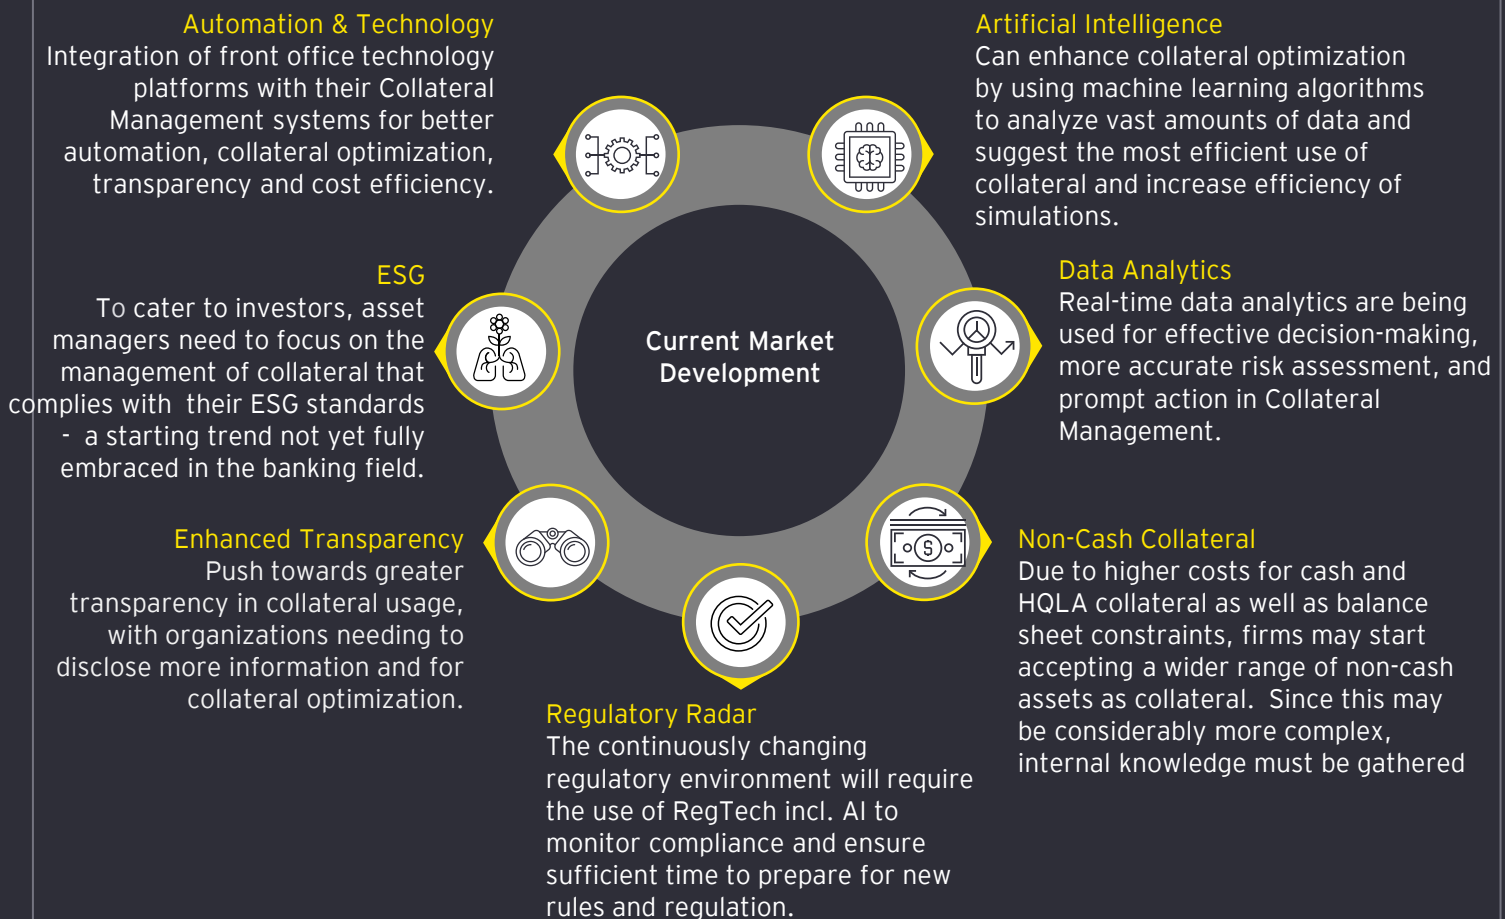 Automation & Technology
Integration of front office technology
platforms with their Collateral
Management systems for better
automation, collateral optimization,
transparency and cost efficiency.
Artificial Intelligence
Can enhance collateral optimization
by using machine learning algorithms
to analyze vast amounts of data and
suggest the most efficient use of
collateral and increase efficiency of
simulations.
ESG
To cater to investors, asset
managers need to focus on the
management of collateral that
complies with  their ESG standards
-  a starting trend not yet fully
embraced in the banking field.
Current Market
Development
Data Analytics
Real-time data analytics are being
used for effective decision-making,
more accurate risk assessment, and
prompt action in Collateral
Management.
Enhanced Transparency
Push towards greater
transparency in collateral usage,
with organizations needing to
disclose more information and for
collateral optimization.
Non-Cash Collateral
Due to higher costs for cash and
HQLA collateral as well as balance
sheet constraints, firms may start
accepting a wider range of non-cash
assets as collateral.  Since this may
be considerably more complex,
internal knowledge must be gathered
Regulatory Radar
The continuously changing
regulatory environment will require
the use of RegTech incl. AI to
monitor compliance and ensure
sufficient time to prepare for new
rules and regulation.